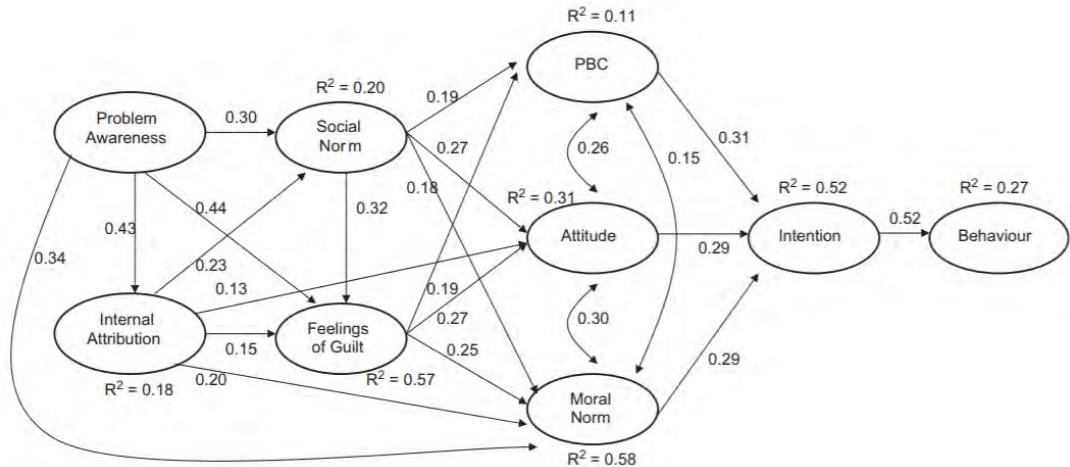 R² = 0.11
PBC
R² = 0.20
Problem
Awareness
0.30
Social
Norm
0.19
0.27
0.18
0.26
0.15
0.31
0.43
0.44
0.32
R² = 0.31
Attitude
0.29
R² = 0.52
Intention
0.52
R² = 0.27
Behaviour
0.34
0.23
0.13
0.19
0.27
0.25
0.30
Internal
Attribution
0.15
Feelings
of Guilt
R² = 0.18
0.20
R² = 0.57
0.29
Moral
Norm
R² = 0.58